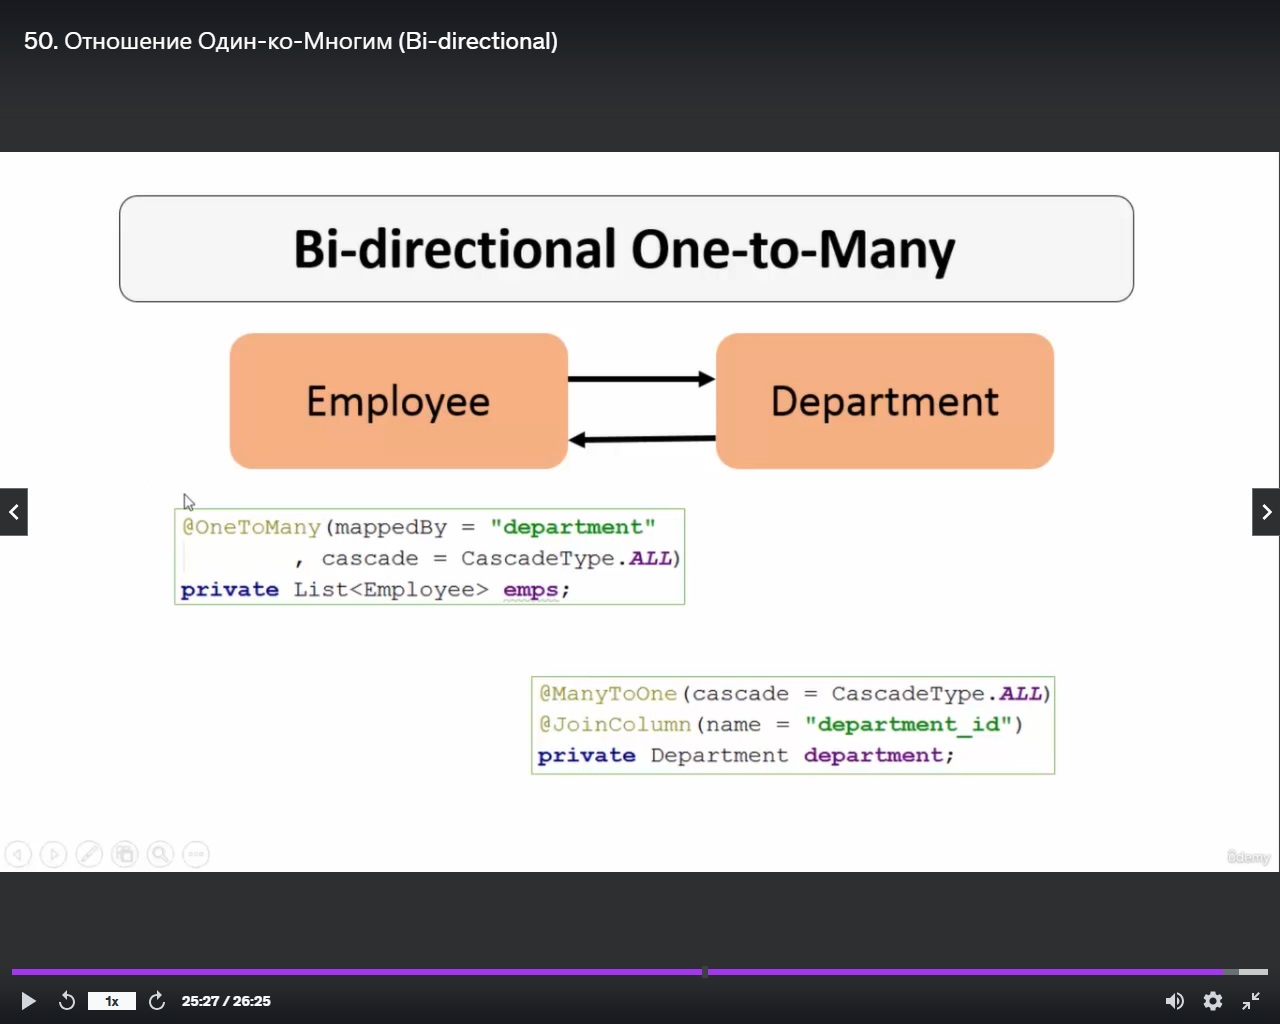 50. Отношение Один-ко-Многим (Bi-directional)
Bi-directional One-to-Many
Employee
Department
@OneToMany(mappedBy = "department"
, cascade = CascadeType.ALL)
private List<Employee> emps;
@ManyToOne(cascade = CascadeType.ALL)
@JoinColumn(name = "department_id")
private Department department;
ûdemy
1x
25:27 / 26:25